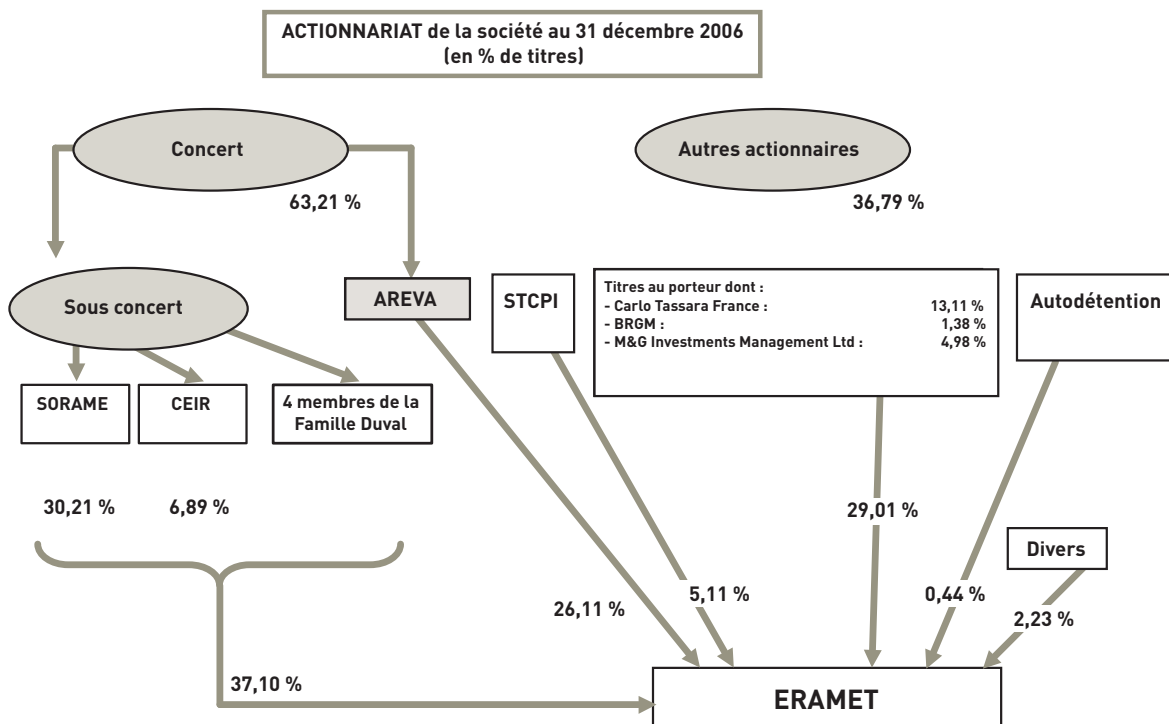 ACTIONNARIAT de la société au 31 décembre 2006
(en % de titres)
Concert
Autres actionnaires
63,21 %
36,79 %
Sous concert
AREVA
STCPI
Titres au porteur dont :
- Carlo Tassara France : 13,11 %
- BRGM : 1,38 %
- M&G Investments Management Ltd : 4,98 %
Autodétention
SORAME
CEIR
4 membres de la
Famille Duval
30,21 %
6,89 %
29,01 %
Divers
26,11 %
5,11 %
0,44 %
2,23 %
37,10 %
ERAMET